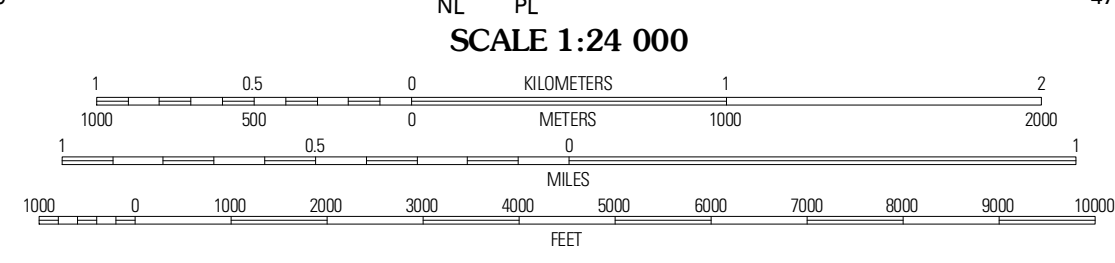 NL PL
SCALE 1:24 000
1 0.5 0 KILOMETERS 1 2
1000 500 0 METERS 1000 2000
1 0.5 0 1
MILES
1000 0 1000 2000 3000 4000 5000 6000 7000 8000 9000 10000
FEET